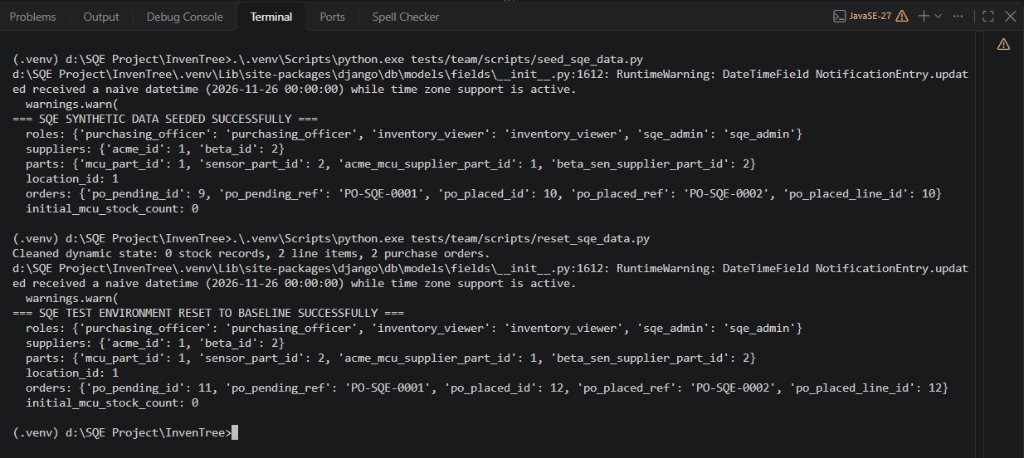 Problems Output Debug Console Terminal Ports Spell Checker JavaSE-27
(.venv) d:\SQE Project\InvenTree>.\.venv\Scripts\python.exe tests/team/scripts/seed_sqe_data.py
d:\SQE Project\InvenTree\.venv\Lib\site-packages\django\db\models\fields\__init__.py:1612: RuntimeWarning: DateTimeField NotificationEntry.updat
ed received a naive datetime (2026-11-26 00:00:00) while time zone support is active.
  warnings.warn(
=== SQE SYNTHETIC DATA SEEDED SUCCESSFULLY ===
  roles: {'purchasing_officer': 'purchasing_officer', 'inventory_viewer': 'inventory_viewer', 'sqe_admin': 'sqe_admin'}
  suppliers: {'acme_id': 1, 'beta_id': 2}
  parts: {'mcu_part_id': 1, 'sensor_part_id': 2, 'acme_mcu_supplier_part_id': 1, 'beta_sen_supplier_part_id': 2}
  location_id: 1
  orders: {'po_pending_id': 9, 'po_pending_ref': 'PO-SQE-0001', 'po_placed_id': 10, 'po_placed_ref': 'PO-SQE-0002', 'po_placed_line_id': 10}
  initial_mcu_stock_count: 0
(.venv) d:\SQE Project\InvenTree>.\.venv\Scripts\python.exe tests/team/scripts/reset_sqe_data.py
Cleaned dynamic state: 0 stock records, 2 line items, 2 purchase orders.
d:\SQE Project\InvenTree\.venv\Lib\site-packages\django\db\models\fields\__init__.py:1612: RuntimeWarning: DateTimeField NotificationEntry.updat
ed received a naive datetime (2026-11-26 00:00:00) while time zone support is active.
  warnings.warn(
=== SQE TEST ENVIRONMENT RESET TO BASELINE SUCCESSFULLY ===
  roles: {'purchasing_officer': 'purchasing_officer', 'inventory_viewer': 'inventory_viewer', 'sqe_admin': 'sqe_admin'}
  suppliers: {'acme_id': 1, 'beta_id': 2}
  parts: {'mcu_part_id': 1, 'sensor_part_id': 2, 'acme_mcu_supplier_part_id': 1, 'beta_sen_supplier_part_id': 2}
  location_id: 1
  orders: {'po_pending_id': 11, 'po_pending_ref': 'PO-SQE-0001', 'po_placed_id': 12, 'po_placed_ref': 'PO-SQE-0002', 'po_placed_line_id': 12}
  initial_mcu_stock_count: 0
(.venv) d:\SQE Project\InvenTree>